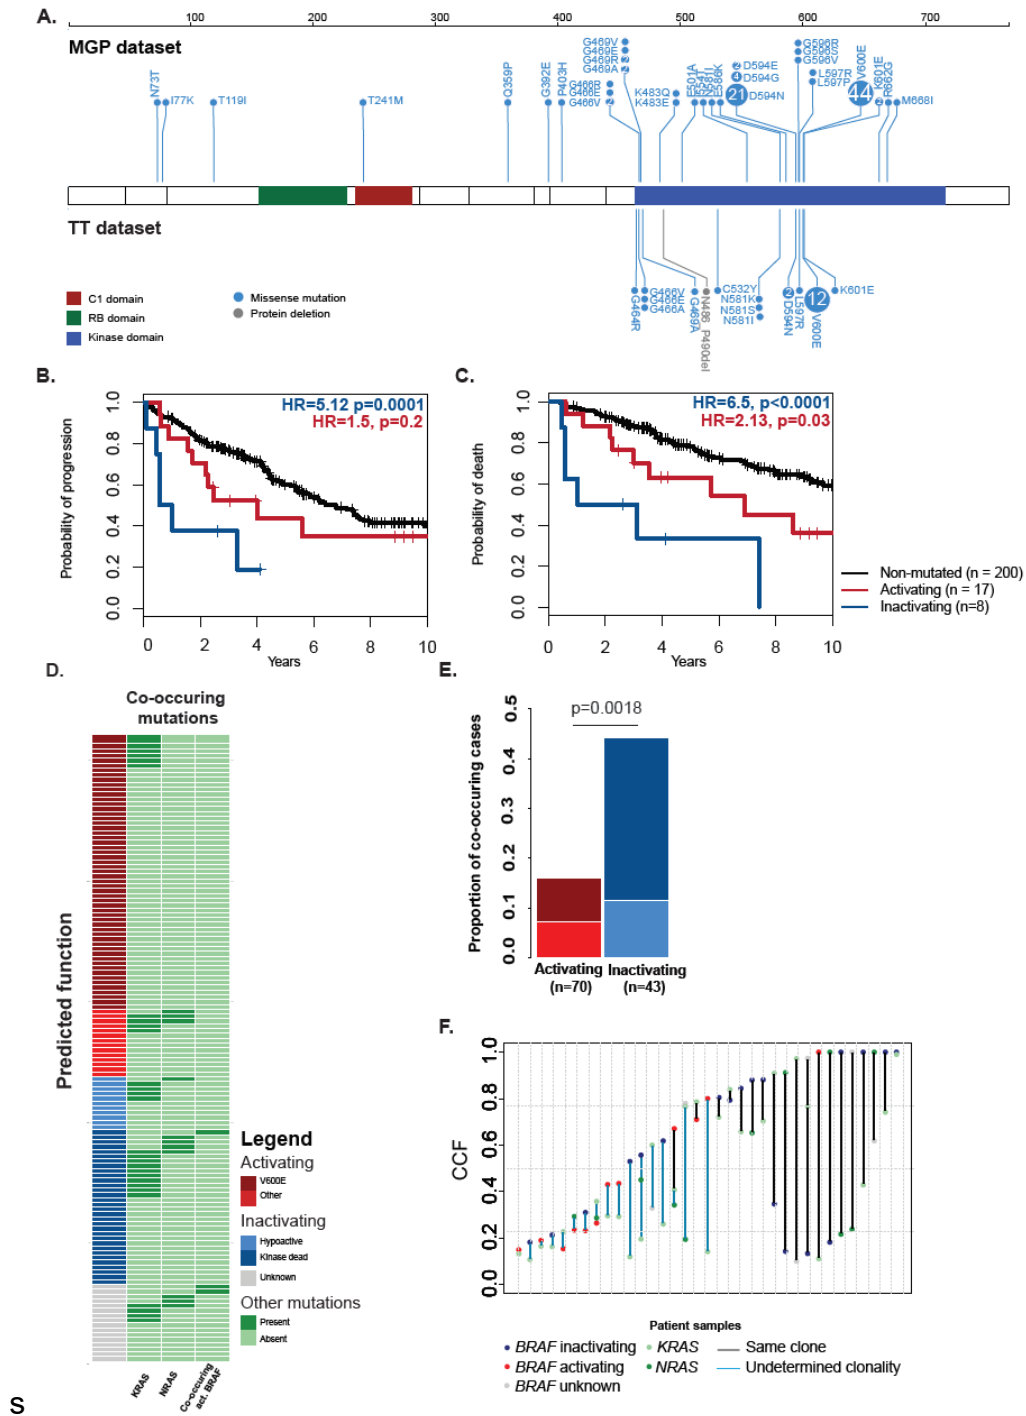 A.
100 200 300 400 500 600 700
MGP dataset
N73T
I77K
T119I
T241M
Q359P
G392E
P403H
G466R
G466E
G466V
2
G469V
G469E
G469R
G469A
3
2
K483Q
K483E
E501A
N581I
E586K
D594E
D594G
D594N
2
4
21
G596R
G596S
G596V
L597R
L597P
V600E
44
K601E
2
R662G
M668I
TT dataset
C1 domain
RB domain
Kinase domain
Missense mutation
Protein deletion
G464R
G466V
G466E
G466A
G469A
N486_P490del
C532Y
N581K
N581S
N581I
2
D594N
L597R
12
V600E
K601E
B.
HR=5.12 p=0.0001
HR=1.5, p=0.2
Probability of progression
1.0
0.8
0.6
0.4
0.2
0.0
0 2 4 6 8 10
Years
C.
HR=6.5, p<0.0001
HR=2.13, p=0.03
Probability of death
1.0
0.8
0.6
0.4
0.2
0.0
0 2 4 6 8 10
Years
Non-mutated (n = 200)
Activating (n = 17)
Inactivating (n=8)
D.
Co-occuring
mutations
Predicted function
KRAS
NRAS
Co-occuring
act. BRAF
Legend
Activating
V600E
Other
Inactivating
Hypoactive
Kinase dead
Unknown
Other mutations
Present
Absent
E.
Proportion of co-occuring cases
0.5
0.4
0.3
0.2
0.1
0.0
p=0.0018
Activating
(n=70)
Inactivating
(n=43)
F.
CCF
1.0
0.8
0.6
0.4
0.2
0.0
Patient samples
BRAF inactivating
BRAF activating
BRAF unknown
KRAS
NRAS
Same clone
Undetermined clonality
S